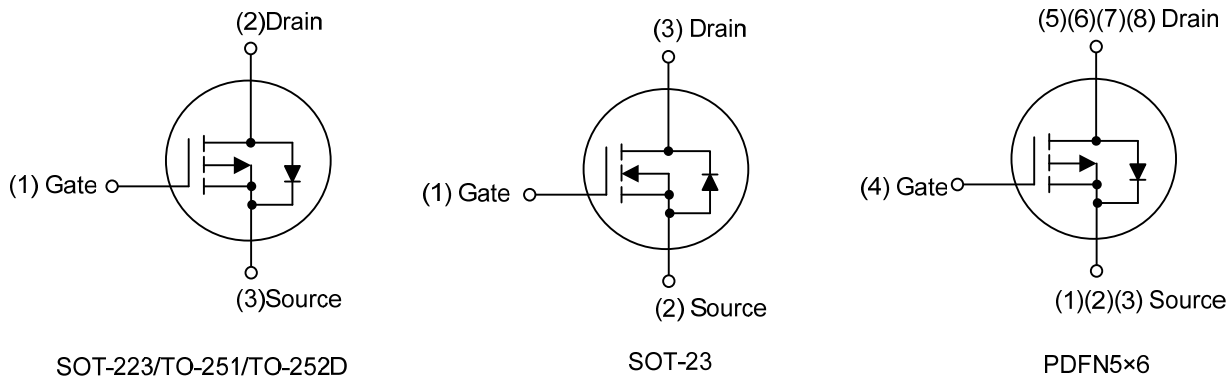 (2)Drain
(1) Gate
(3)Source
SOT-223/TO-251/TO-252D
(3) Drain
(1) Gate
(2) Source
SOT-23
(5)(6)(7)(8) Drain
(4) Gate
(1)(2)(3) Source
PDFN5×6